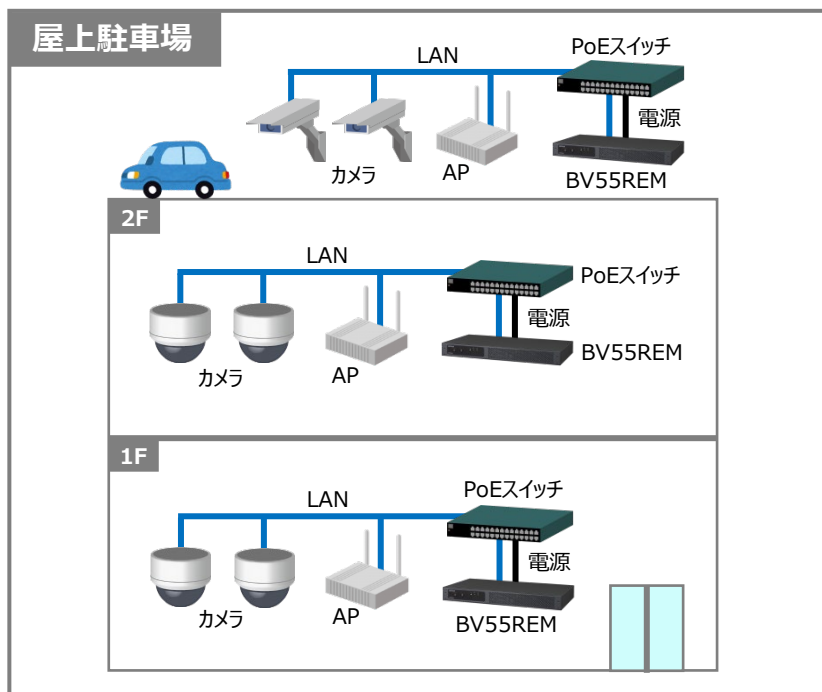 屋上駐車場
LAN
PoEスイッチ
電源
カメラ
AP
BV55REM
2F
LAN
PoEスイッチ
電源
カメラ
AP
BV55REM
1F
LAN
PoEスイッチ
電源
カメラ
AP
BV55REM